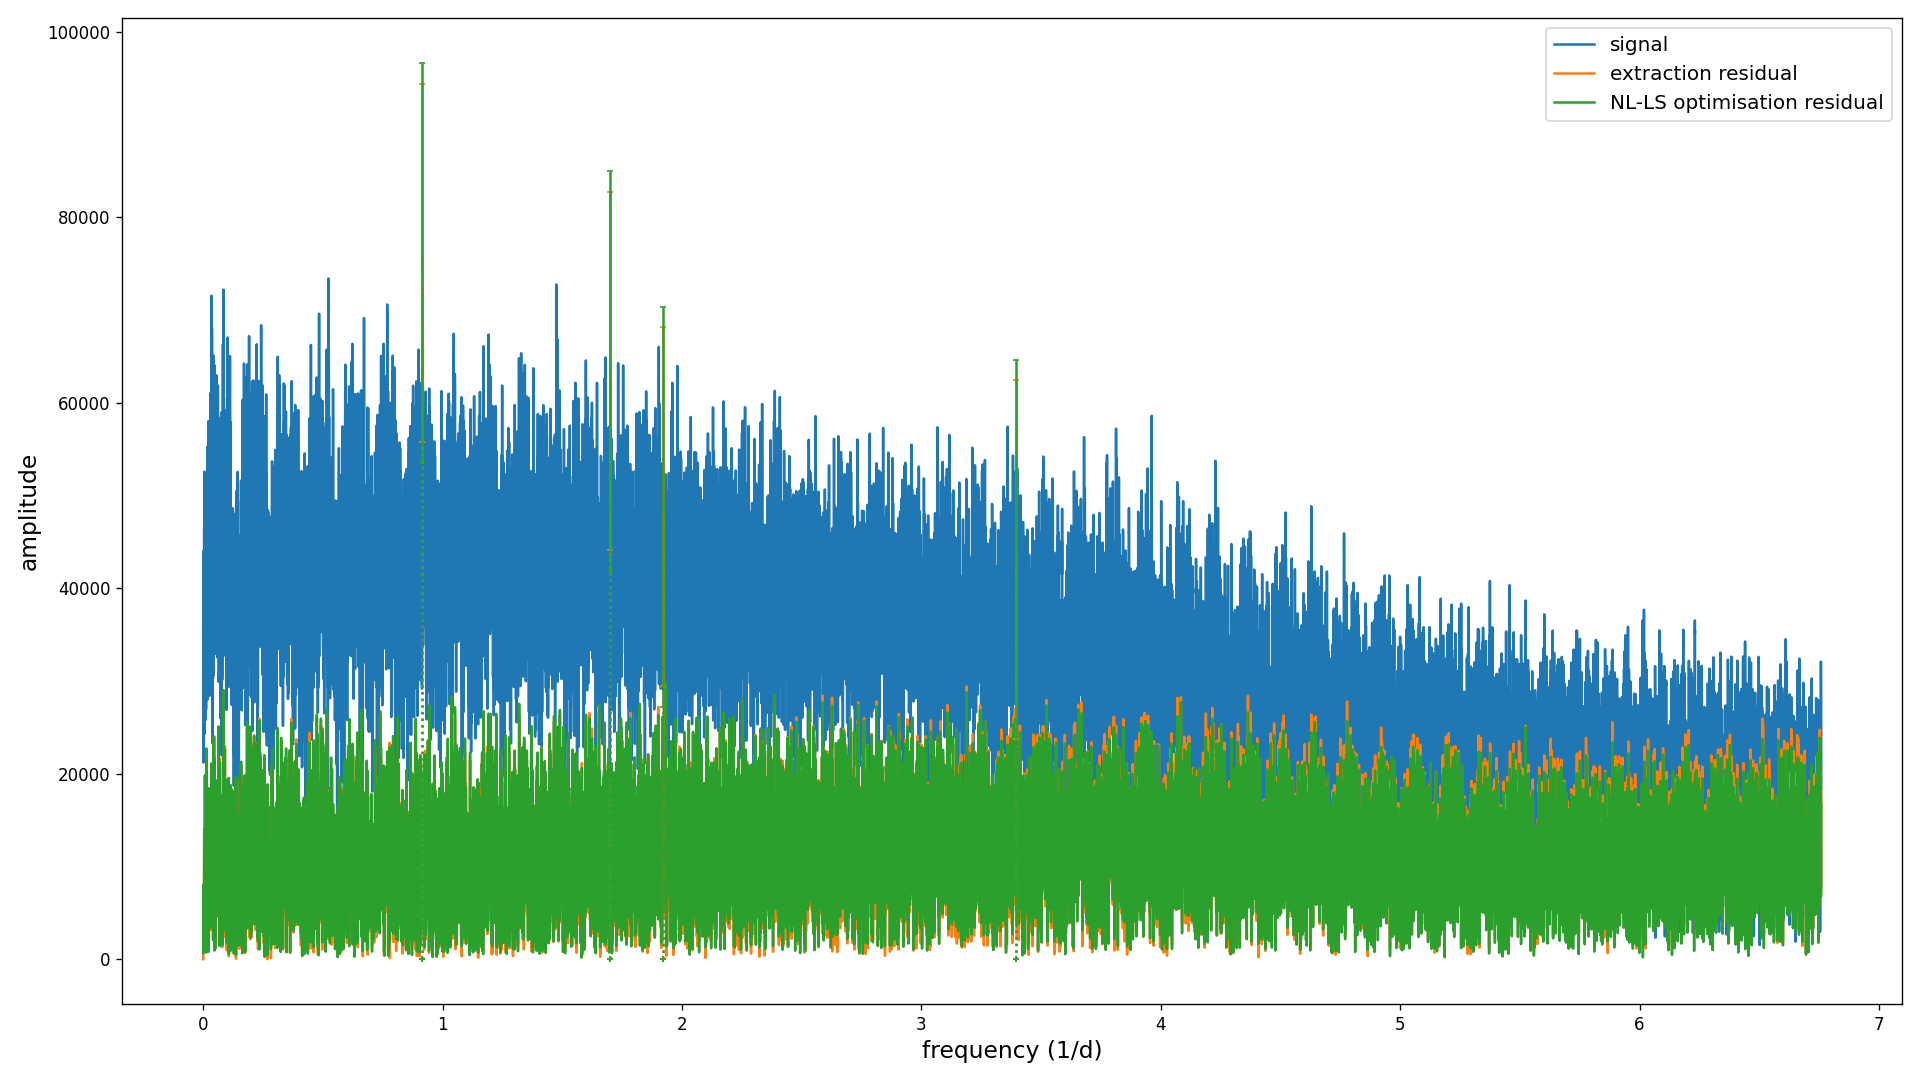 100000
80000
60000
40000
20000
0
amplitude
signal
extraction residual
NL-LS optimisation residual
0 1 2 3 4 5 6 7
frequency (1/d)